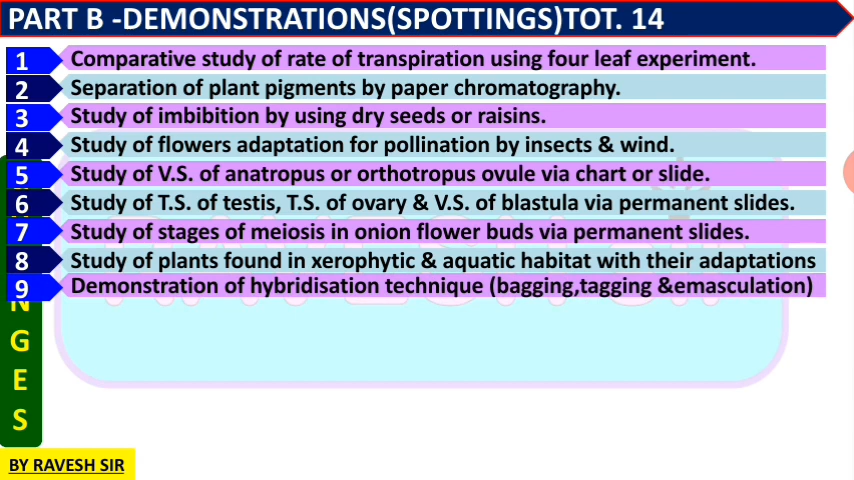 PART B -DEMONSTRATIONS(SPOTTINGS)TOT. 14
1 Comparative study of rate of transpiration using four leaf experiment.
2 Separation of plant pigments by paper chromatography.
3 Study of imbibition by using dry seeds or raisins.
4 Study of flowers adaptation for pollination by insects & wind.
5 Study of V.S. of anatropus or orthotropus ovule via chart or slide.
6 Study of T.S. of testis, T.S. of ovary & V.S. of blastula via permanent slides.
7 Study of stages of meiosis in onion flower buds via permanent slides.
8 Study of plants found in xerophytic & aquatic habitat with their adaptations
9 Demonstration of hybridisation technique (bagging,tagging &emasculation)
N
G
E
S
BY RAVESH SIR